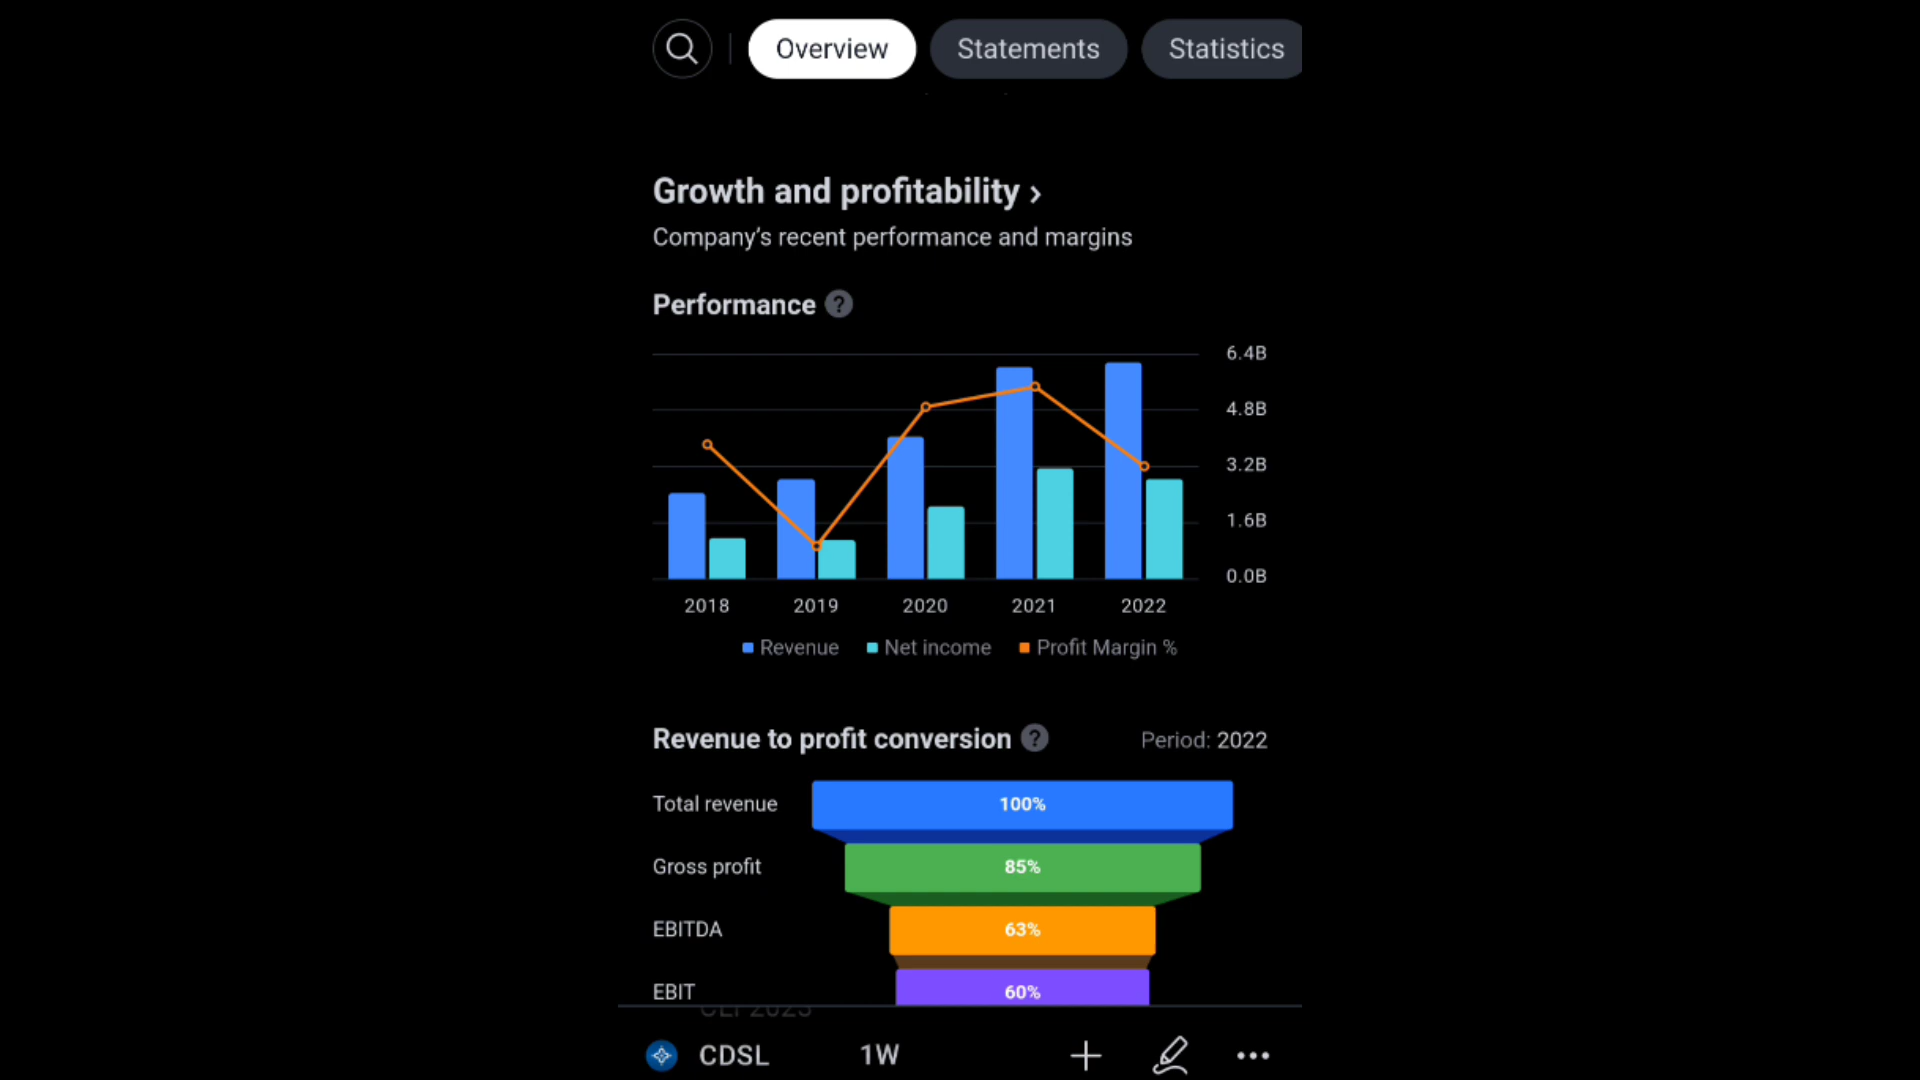 Overview Statements Statistics
Growth and profitability ›
Company's recent performance and margins
Performance ?
6.4B
4.8B
3.2B
1.6B
0.0B
2018 2019 2020 2021 2022
Revenue Net income Profit Margin %
Revenue to profit conversion ? Period: 2022
Total revenue 100%
Gross profit 85%
EBITDA 63%
EBIT 60%
CDSL 1W